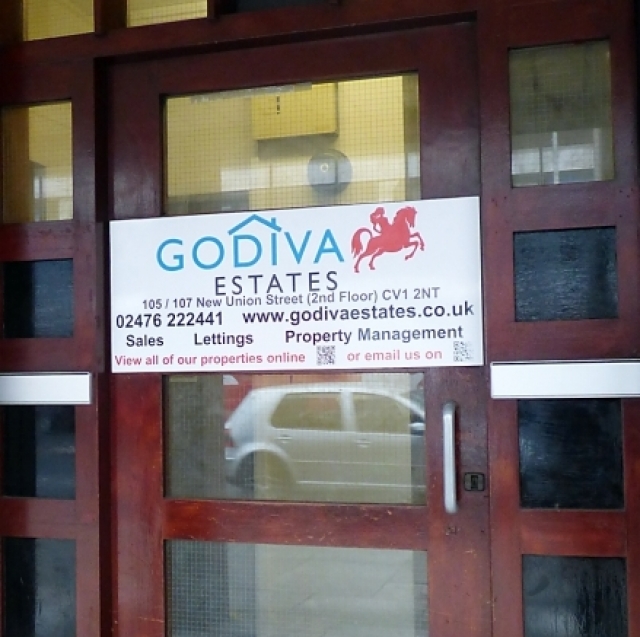 GODIVA
ESTATES
105 / 107 New Union Street (2nd Floor) CV1 2NT
02476 222441 www.godivaestates.co.uk
Sales Lettings Property Management
View all of our properties online or email us on